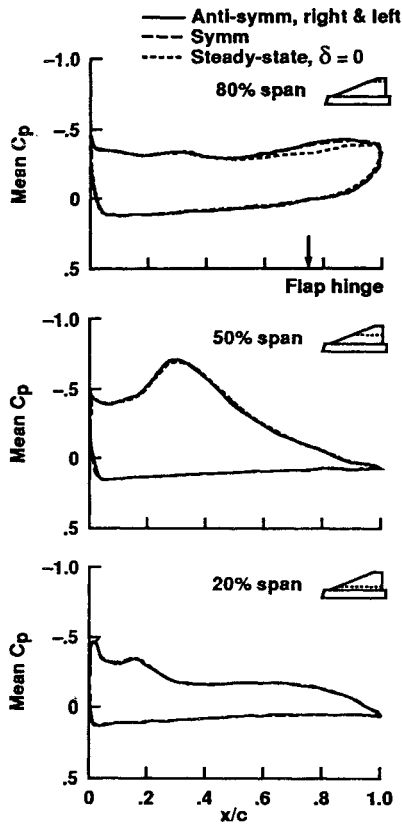 Anti-symm, right & left
Symm
Steady-state, δ = 0
80% span
-1.0
-.5
0
.5
Mean Cp
Flap hinge
50% span
-1.0
-.5
0
.5
Mean Cp
20% span
-1.0
-.5
0
.5
Mean Cp
0 .2 .4 .6 .8 1.0
x/c